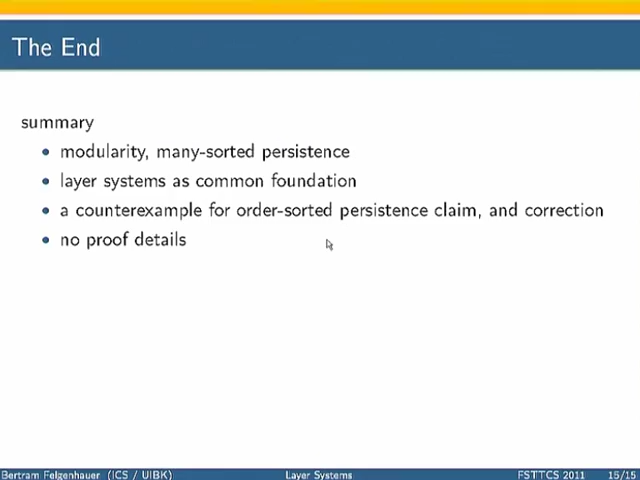 The End
summary
modularity, many-sorted persistence
layer systems as common foundation
a counterexample for order-sorted persistence claim, and correction
no proof details
Bertram Felgenhauer (ICS / UIBK) Layer Systems FSTTCS 2011 15/15